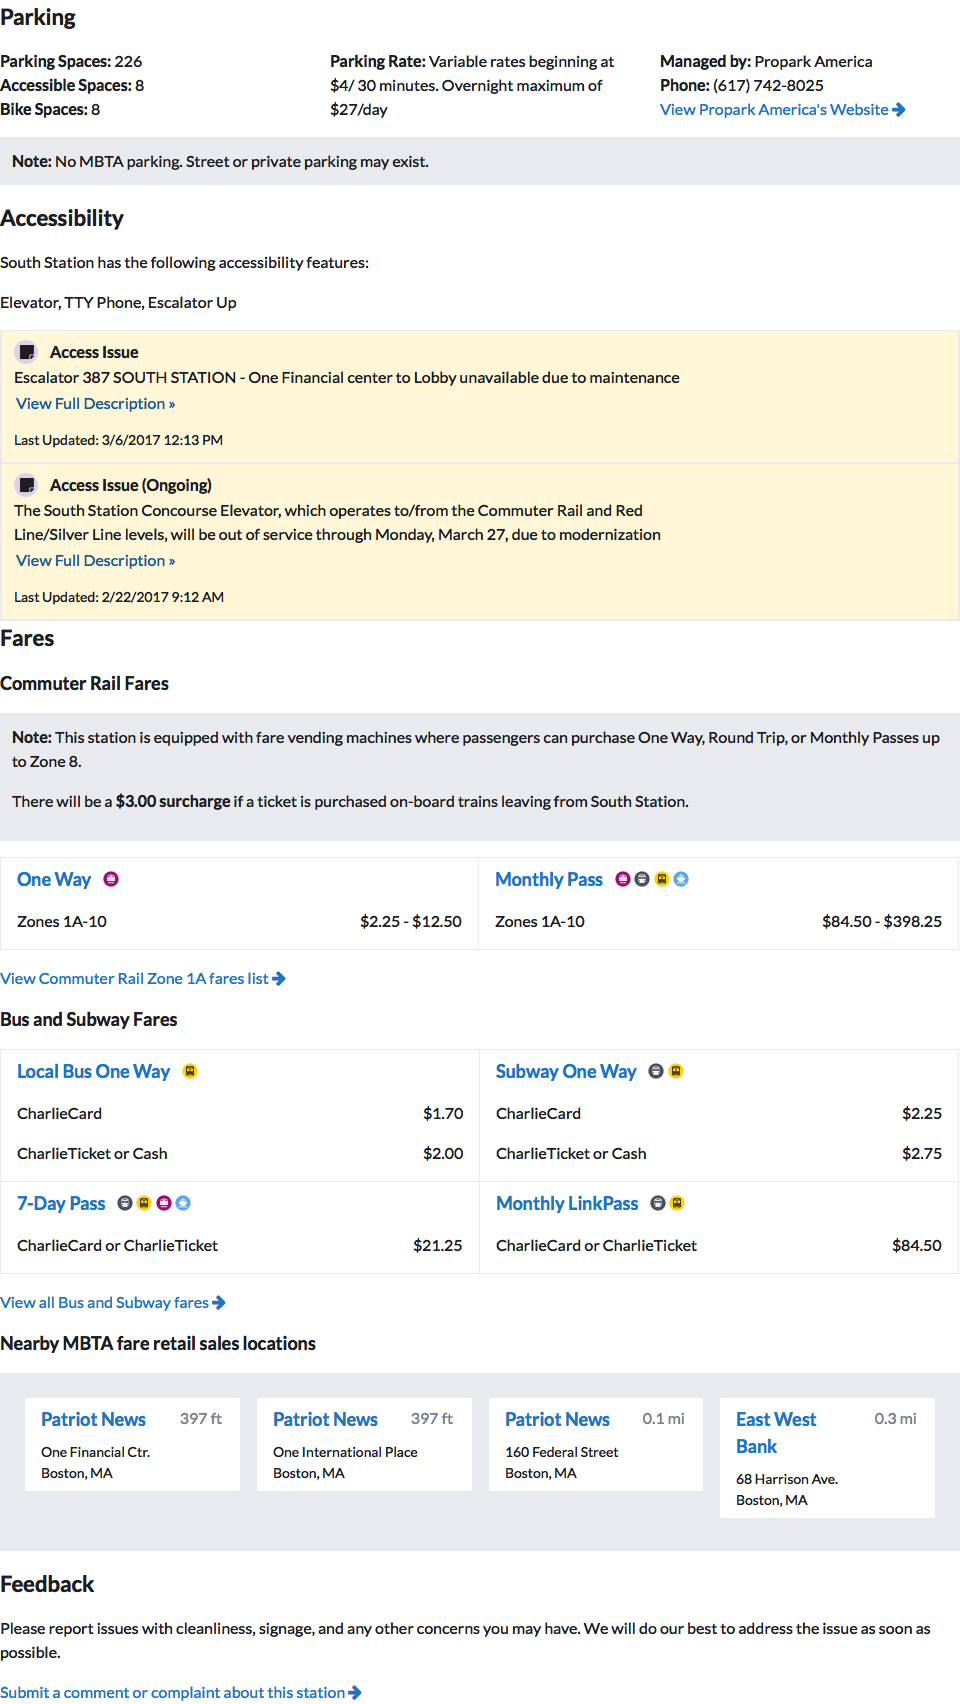 Parking
Parking Spaces: 226
Accessible Spaces: 8
Bike Spaces: 8
Parking Rate: Variable rates beginning at
$4/ 30 minutes. Overnight maximum of
$27/day
Managed by: Propark America
Phone: (617) 742-8025
View Propark America's Website
Note: No MBTA parking. Street or private parking may exist.
Accessibility
South Station has the following accessibility features:
Elevator, TTY Phone, Escalator Up
Access Issue
Escalator 387 SOUTH STATION - One Financial center to Lobby unavailable due to maintenance
View Full Description »
Last Updated: 3/6/2017 12:13 PM
Access Issue (Ongoing)
The South Station Concourse Elevator, which operates to/from the Commuter Rail and Red
Line/Silver Line levels, will be out of service through Monday, March 27, due to modernization
View Full Description »
Last Updated: 2/22/2017 9:12 AM
Fares
Commuter Rail Fares
Note: This station is equipped with fare vending machines where passengers can purchase One Way, Round Trip, or Monthly Passes up
to Zone 8.
There will be a $3.00 surcharge if a ticket is purchased on-board trains leaving from South Station.
One Way
Zones 1A-10 $2.25 - $12.50
Monthly Pass
Zones 1A-10 $84.50 - $398.25
View Commuter Rail Zone 1A fares list
Bus and Subway Fares
Local Bus One Way
CharlieCard $1.70
CharlieTicket or Cash $2.00
Subway One Way
CharlieCard $2.25
CharlieTicket or Cash $2.75
7-Day Pass
CharlieCard or CharlieTicket $21.25
Monthly LinkPass
CharlieCard or CharlieTicket $84.50
View all Bus and Subway fares
Nearby MBTA fare retail sales locations
Patriot News 397 ft
One Financial Ctr.
Boston, MA
Patriot News 397 ft
One International Place
Boston, MA
Patriot News 0.1 mi
160 Federal Street
Boston, MA
East West 0.3 mi
Bank
68 Harrison Ave.
Boston, MA
Feedback
Please report issues with cleanliness, signage, and any other concerns you may have. We will do our best to address the issue as soon as
possible.
Submit a comment or complaint about this station